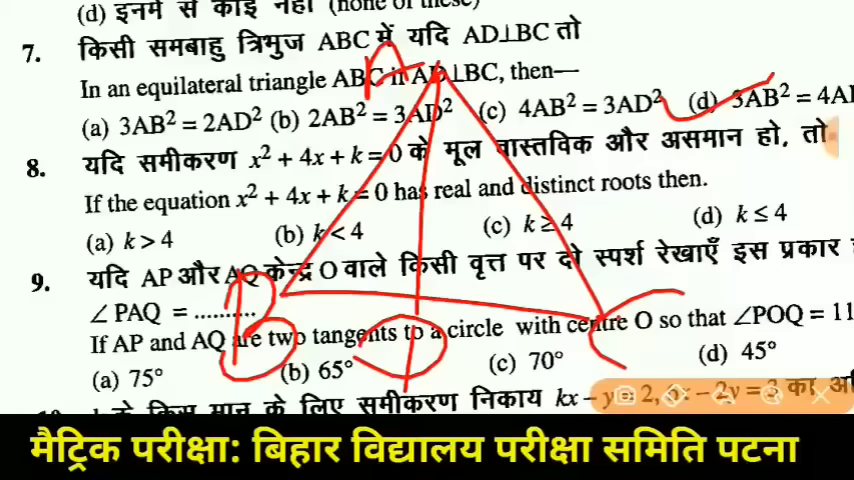 (d) इनमें से कोई नहीं (none of these)
7. किसी समबाहु त्रिभुज ABC में यदि AD⊥BC तो
In an equilateral triangle ABC if AD⊥BC, then—
(a) 3AB² = 2AD² (b) 2AB² = 3AD² (c) 4AB² = 3AD² (d) 3AB² = 4A
8. यदि समीकरण x² + 4x + k = 0 के मूल वास्तविक और असमान हो, तो
If the equation x² + 4x + k = 0 has real and distinct roots then.
(a) k > 4 (b) k < 4 (c) k ≥ 4 (d) k ≤ 4
9. यदि AP और AQ केन्द्र O वाले किसी वृत्त पर दो स्पर्श रेखाएँ इस प्रकार
∠PAQ = ..........
If AP and AQ are two tangents to a circle with centre O so that ∠POQ = 11
(a) 75° (b) 65° (c) 70° (d) 45°
के किस मान के लिए समीकरण निकाय kx – y = 2, 6x – 2y = 3 का
A
B D C
मैट्रिक परीक्षा: बिहार विद्यालय परीक्षा समिति पटना